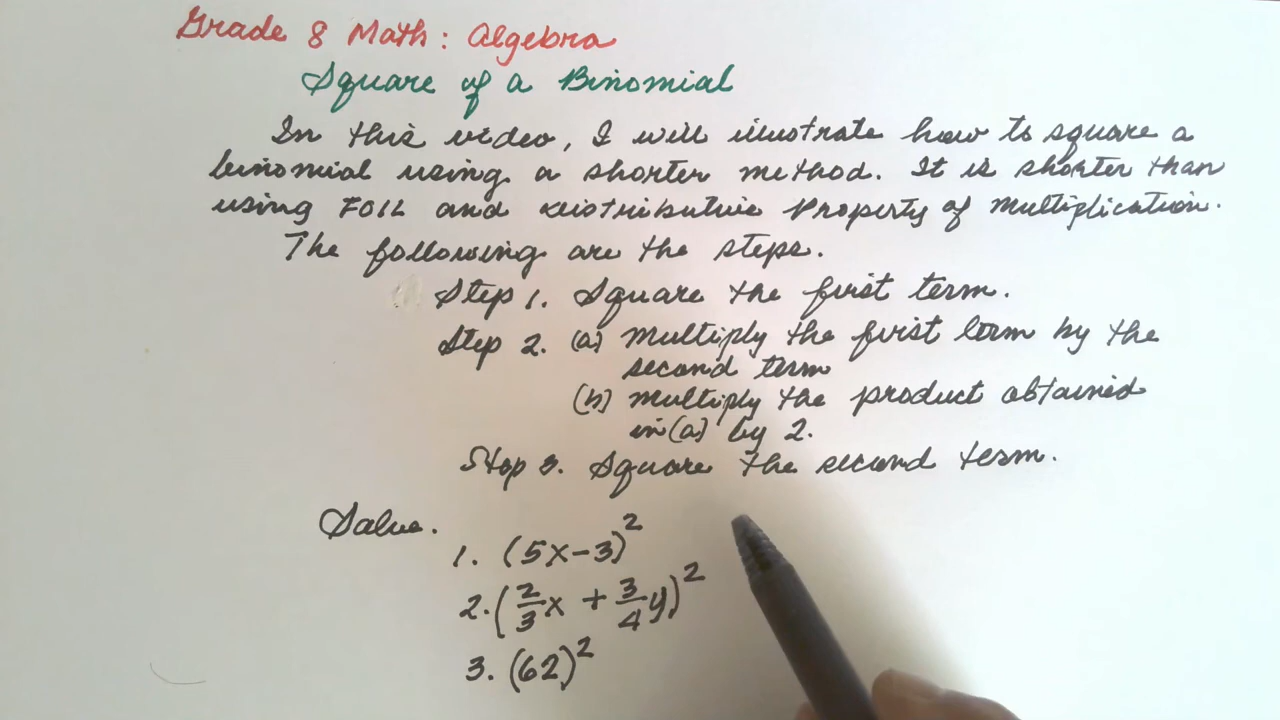 Grade 8 Math: Algebra
Square of a Binomial
In this video, I will illustrate how to square a
binomial using a shorter method. It is shorter than
using FOIL and Distributive Property of Multiplication.
The following are the steps.
Step 1. Square the first term.
Step 2. (a) Multiply the first term by the
second term
(b) Multiply the product obtained
in (a) by 2.
Step 3. Square the second term.
Solve.
1. (5x-3)²
2. (2/3x + 3/4y)²
3. (62)²